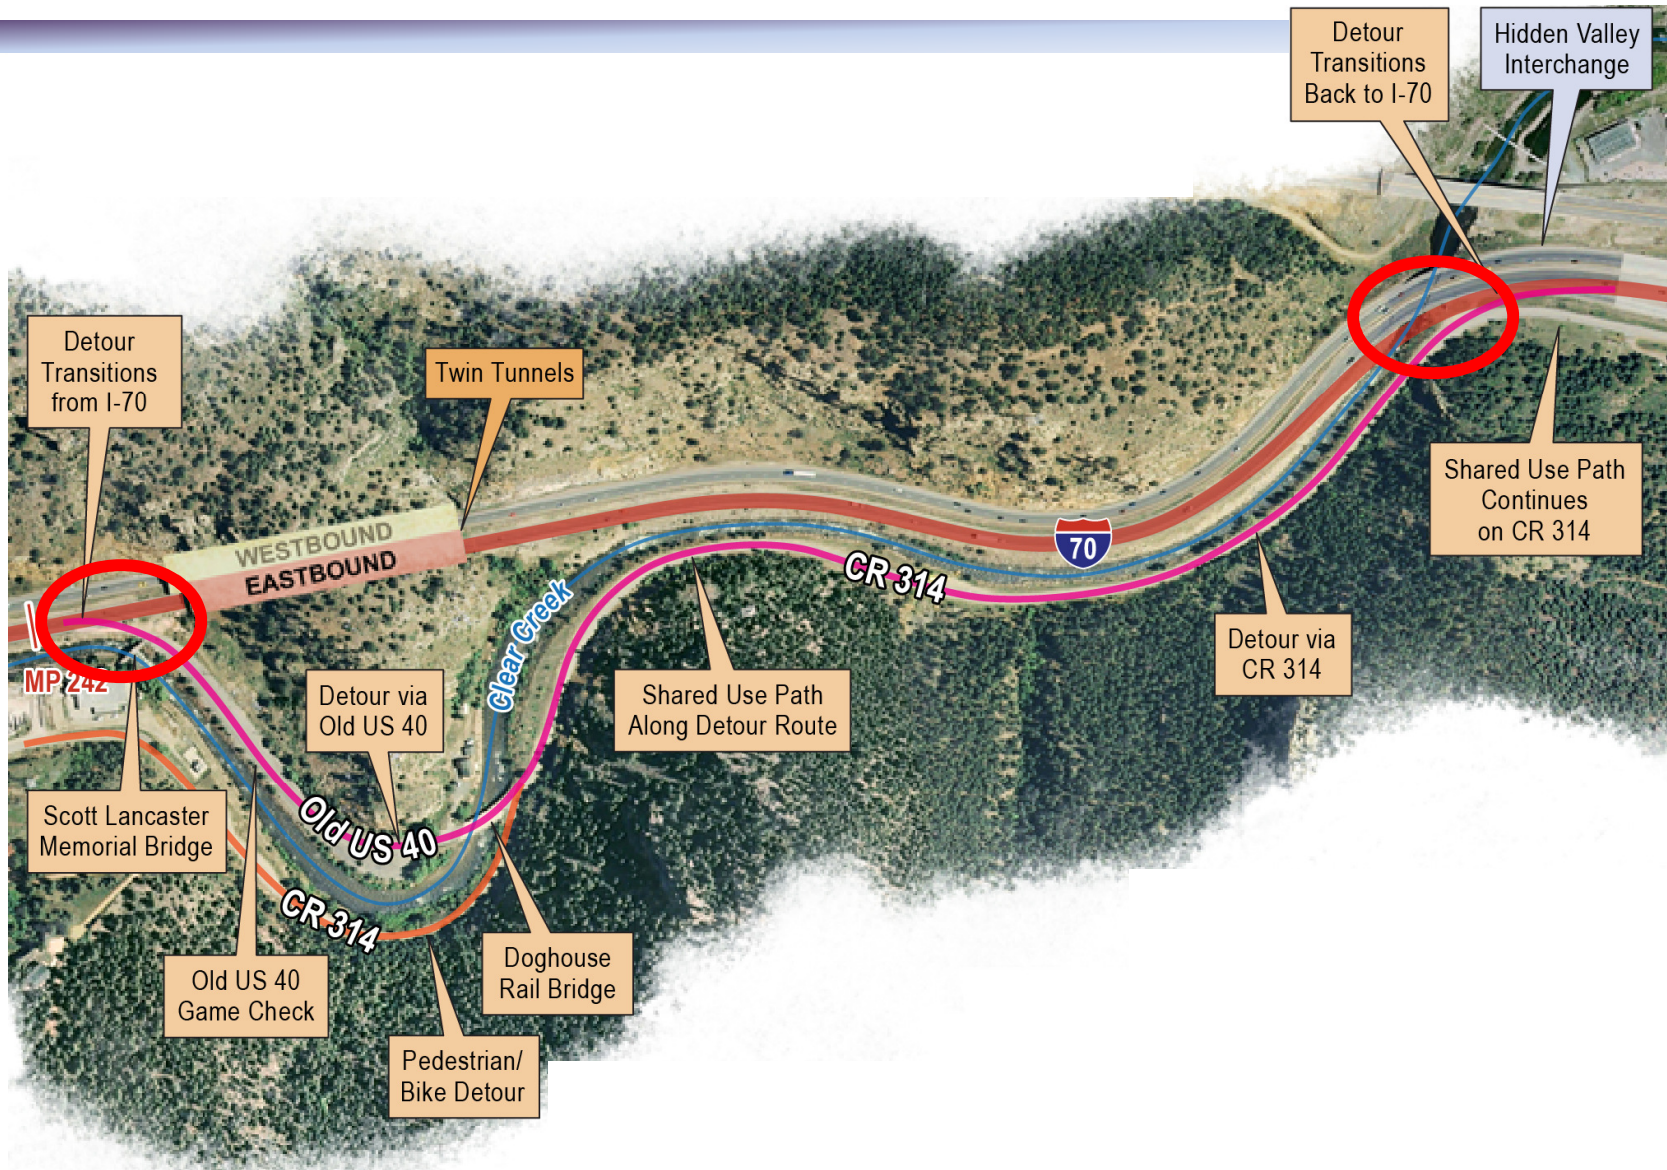 Detour
Transitions
Back to I-70
Hidden Valley
Interchange
Detour
Transitions
from I-70
Twin Tunnels
WESTBOUND
EASTBOUND
70
CR 314
Clear Creek
MP 242
Shared Use Path
Continues
on CR 314
Detour via
CR 314
Shared Use Path
Along Detour Route
Detour via
Old US 40
Old US 40
Scott Lancaster
Memorial Bridge
CR 314
Old US 40
Game Check
Doghouse
Rail Bridge
Pedestrian/
Bike Detour